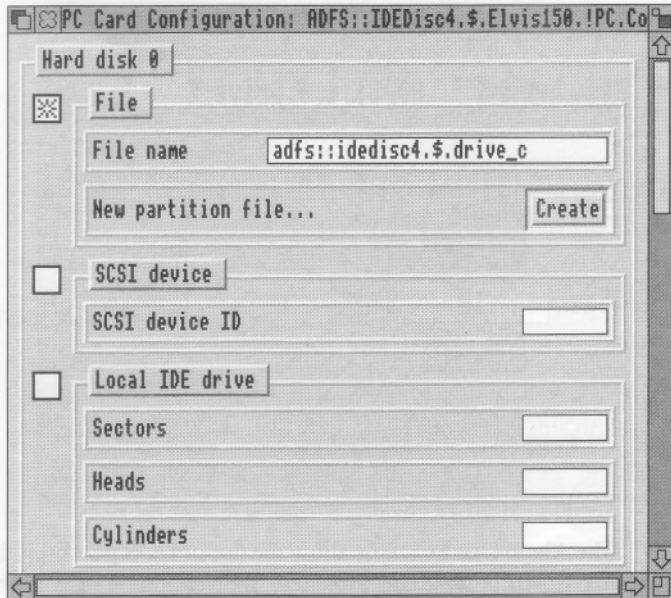 PC Card Configuration: ADFS::IDEDisc4.$.Elvis150.!PC.Co
Hard disk 0
File
File name adfs::idedisc4.$.drive_c
New partition file... Create
SCSI device
SCSI device ID
Local IDE drive
Sectors
Heads
Cylinders